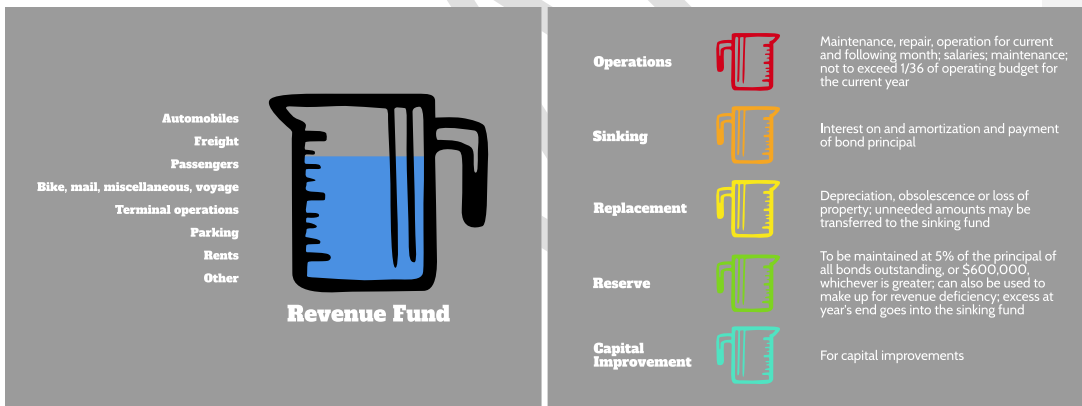 Automobiles
Freight
Passengers
Bike, mail, miscellaneous, voyage
Terminal operations
Parking
Rents
Other
Revenue Fund
Operations
Maintenance, repair, operation for current
and following month; salaries; maintenance;
not to exceed 1/36 of operating budget for
the current year
Sinking
Interest on and amortization and payment
of bond principal
Replacement
Depreciation, obsolescence or loss of
property; unneeded amounts may be
transferred to the sinking fund
Reserve
To be maintained at 5% of the principal of
all bonds outstanding, or $600,000,
whichever is greater; can also be used to
make up for revenue deficiency; excess at
year's end goes into the sinking fund
Capital
Improvement
For capital improvements